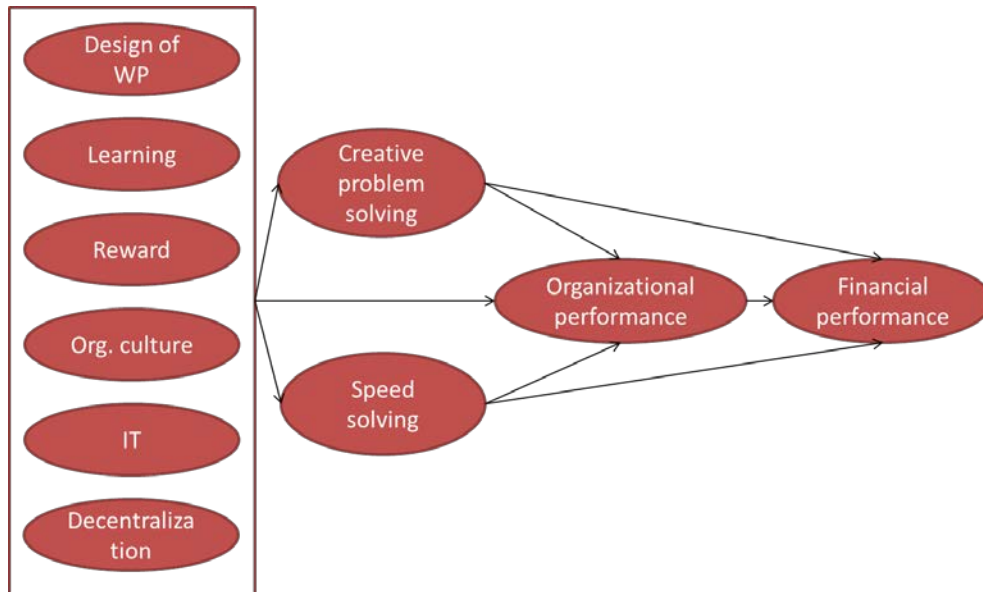 Design of
WP
Learning
Reward
Org. culture
IT
Decentraliza
tion
Creative
problem
solving
Speed
solving
Organizational
performance
Financial
performance